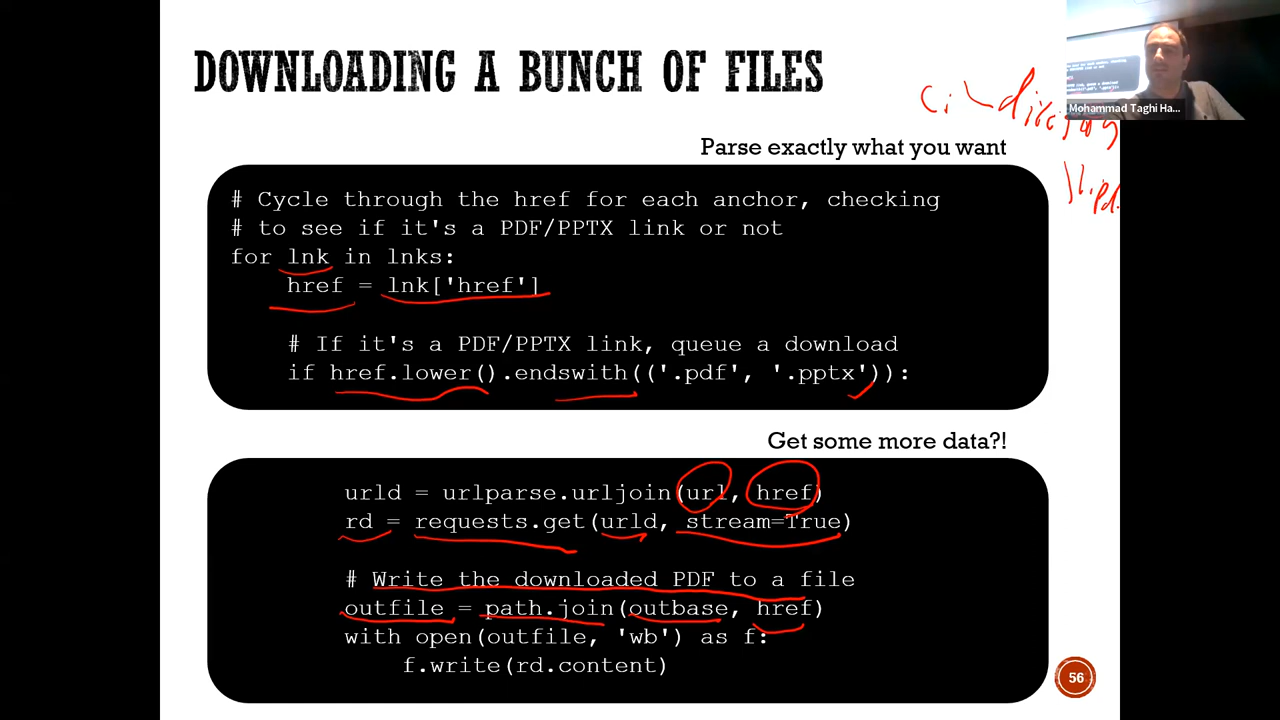 DOWNLOADING A BUNCH OF FILES
Mohammad Taghi Ha...
Parse exactly what you want
# Cycle through the href for each anchor, checking
# to see if it's a PDF/PPTX link or not
for lnk in lnks:
href = lnk['href']
# If it's a PDF/PPTX link, queue a download
if href.lower().endswith(('.pdf', '.pptx')):
Get some more data?!
urld = urlparse.urljoin(url, href)
rd = requests.get(urld, stream=True)
# Write the downloaded PDF to a file
outfile = path.join(outbase, href)
with open(outfile, 'wb') as f:
f.write(rd.content)
56